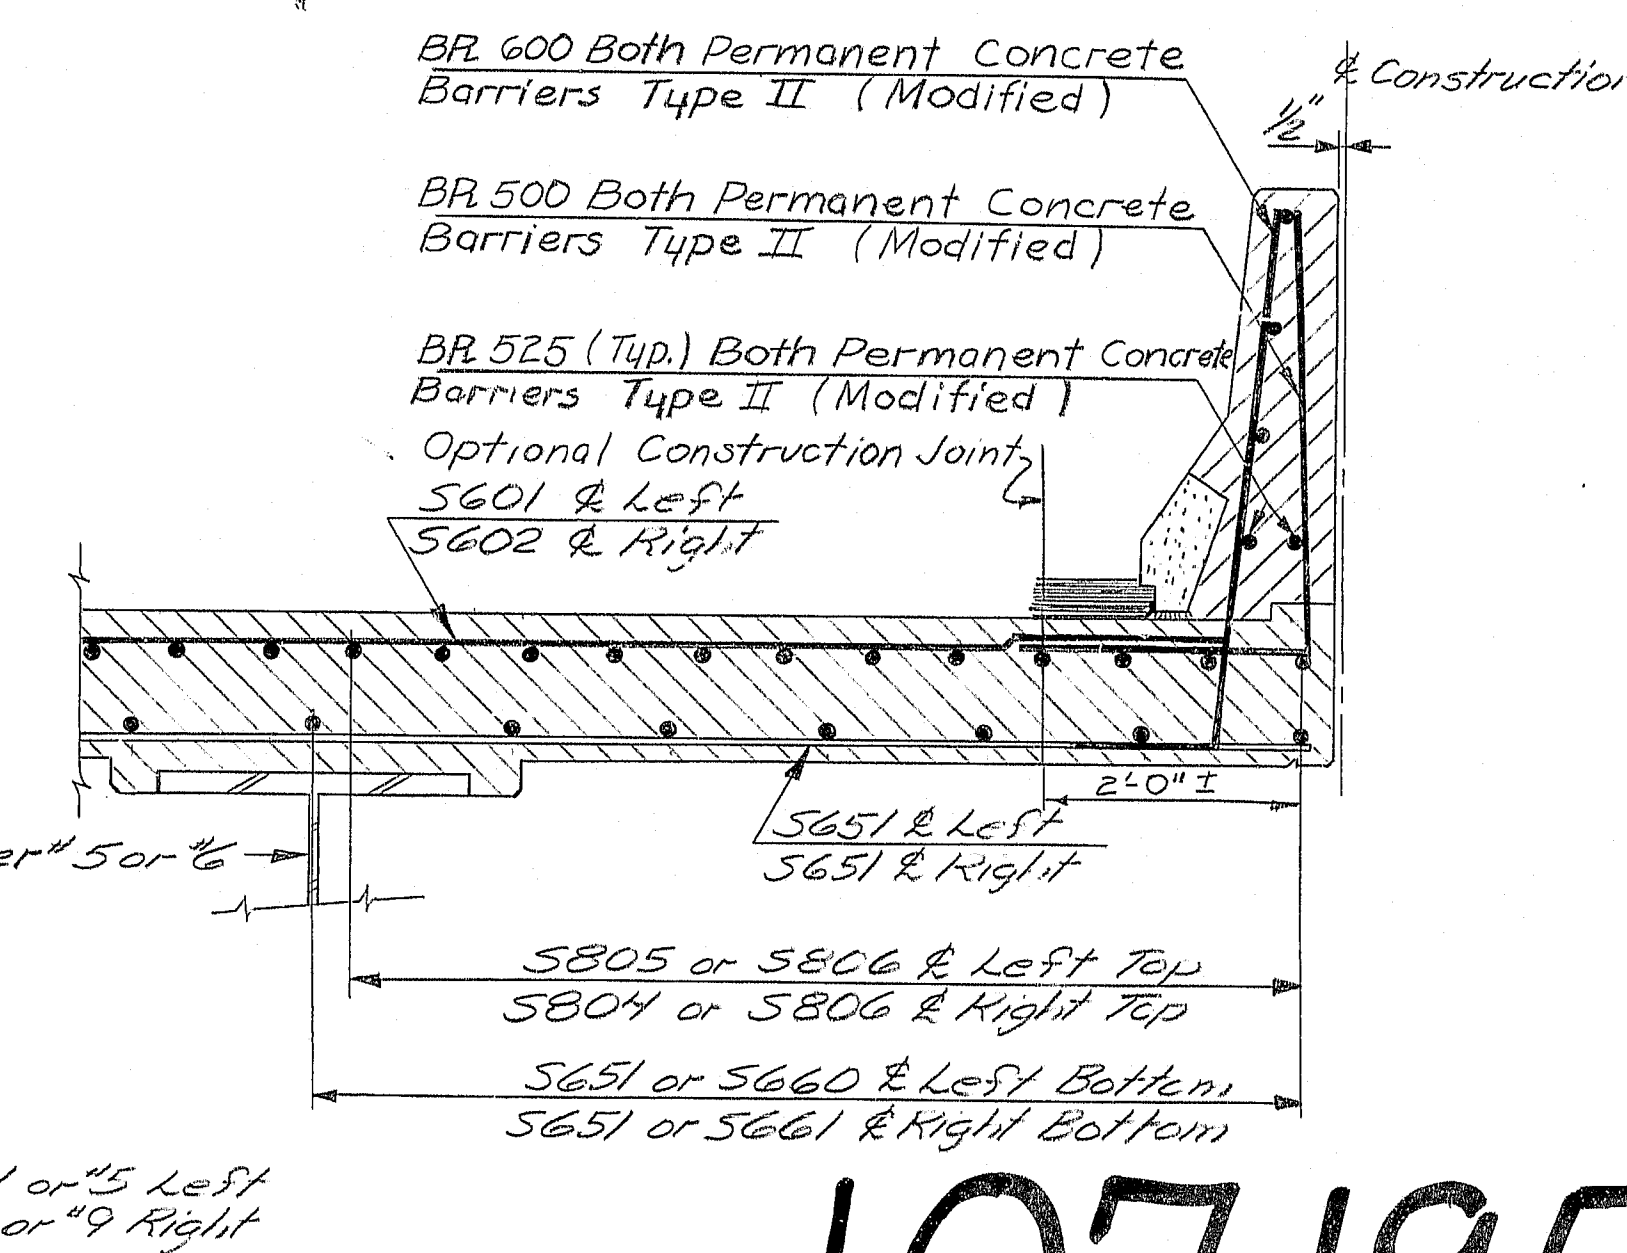 BR 600 Both Permanent Concrete
Barriers Type II (Modified)
℄ Construction
1/2"
BR 500 Both Permanent Concrete
Barriers Type II (Modified)
BR 525 (Typ.) Both Permanent Concrete
Barriers Type II (Modified)
Optional Construction Joint
S601 ℄ Left
S602 ℄ Right
2'-0" ±
S651 ℄ Left
S651 ℄ Right
er #5 or #6
S805 or S806 ℄ Left Top
S804 or S806 ℄ Right Top
S651 or S660 ℄ Left Bottom
S651 or S661 ℄ Right Bottom
or #5 Left
or #9 Right